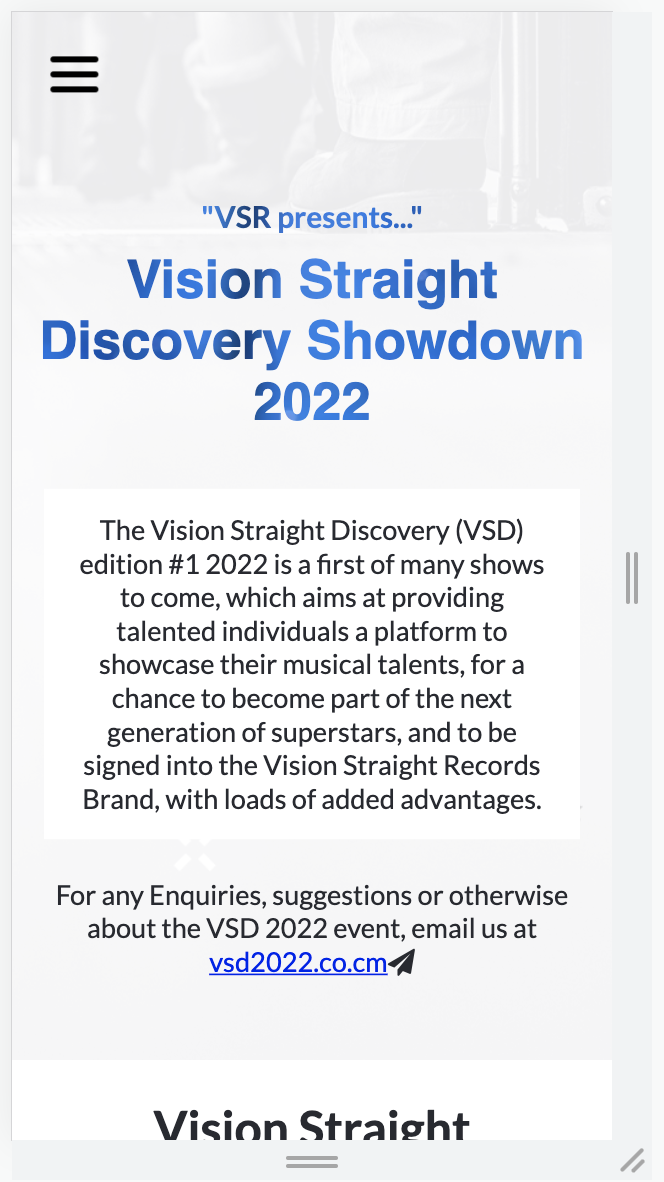 "VSR presents..."
Vision Straight
Discovery Showdown
2022
The Vision Straight Discovery (VSD)
edition #1 2022 is a first of many shows
to come, which aims at providing
talented individuals a platform to
showcase their musical talents, for a
chance to become part of the next
generation of superstars, and to be
signed into the Vision Straight Records
Brand, with loads of added advantages.
For any Enquiries, suggestions or otherwise
about the VSD 2022 event, email us at
vsd2022.co.cm
Vision Straight